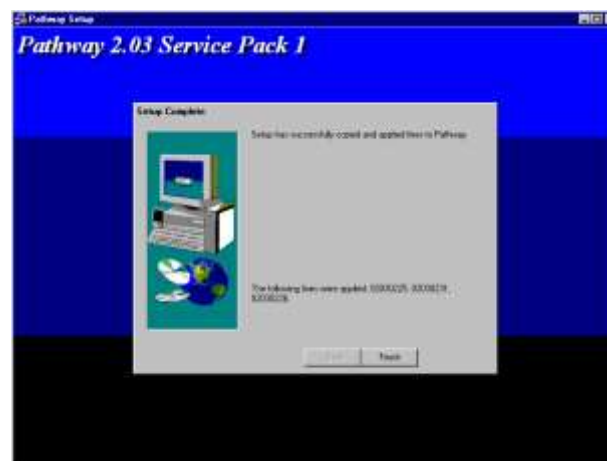 Pathway Setup
Pathway 2.03 Service Pack 1
Setup Complete
Setup has successfully copied and applied fixes to Pathway.
The following fixes were applied:
Finish